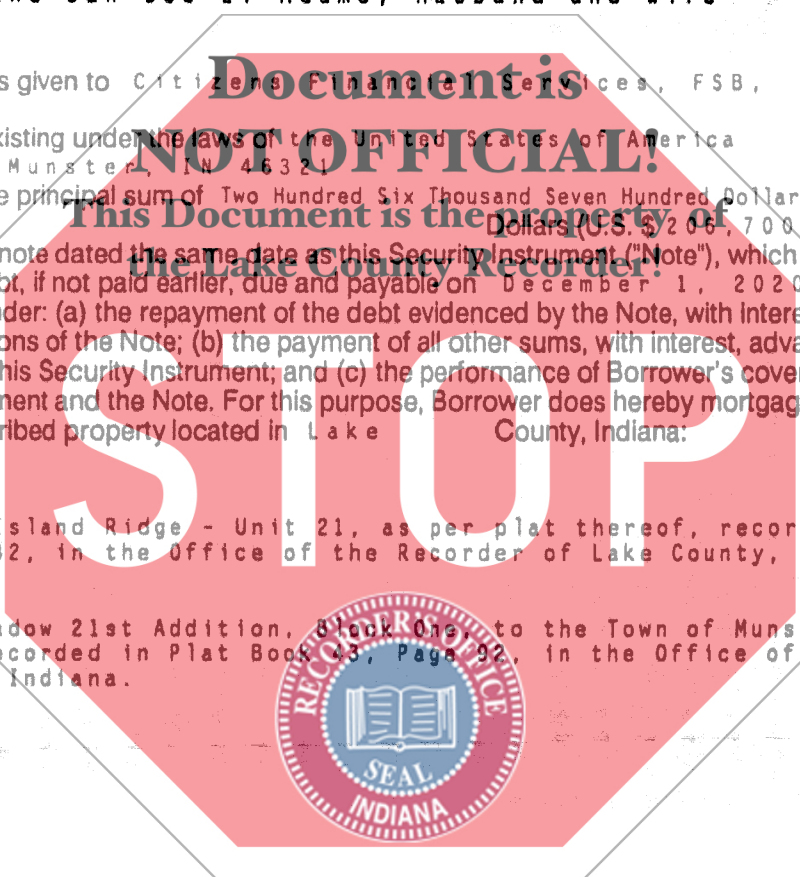 Husband and wife
s given to Citizens Financial Services, FSB,
Document is
xisting under the laws of the United States of America
Munster, IN 46321
NOT OFFICIAL!
e principal sum of Two Hundred Six Thousand Seven Hundred Dollar
This Document is the property of
Dollars (U.S. $206,700
note dated the same date as this Security Instrument ("Note"), which
the Lake County Recorder!
bt, if not paid earlier, due and payable on December 1, 202
der: (a) the repayment of the debt evidenced by the Note, with intere
ons of the Note; (b) the payment of all other sums, with interest, adva
his Security Instrument; and (c) the performance of Borrower's cover
ment and the Note. For this purpose, Borrower does hereby mortgag
ribed property located in Lake County, Indiana:
STOP
Island Ridge - Unit 21, as per plat thereof, recor
32, in the Office of the Recorder of Lake County,
dow 21st Addition, Block One, to the Town of Muns
ecorded in Plat Book 43, Page 92, in the Office of
Indiana.
RECORDER'S OFFICE
SEAL
INDIANA